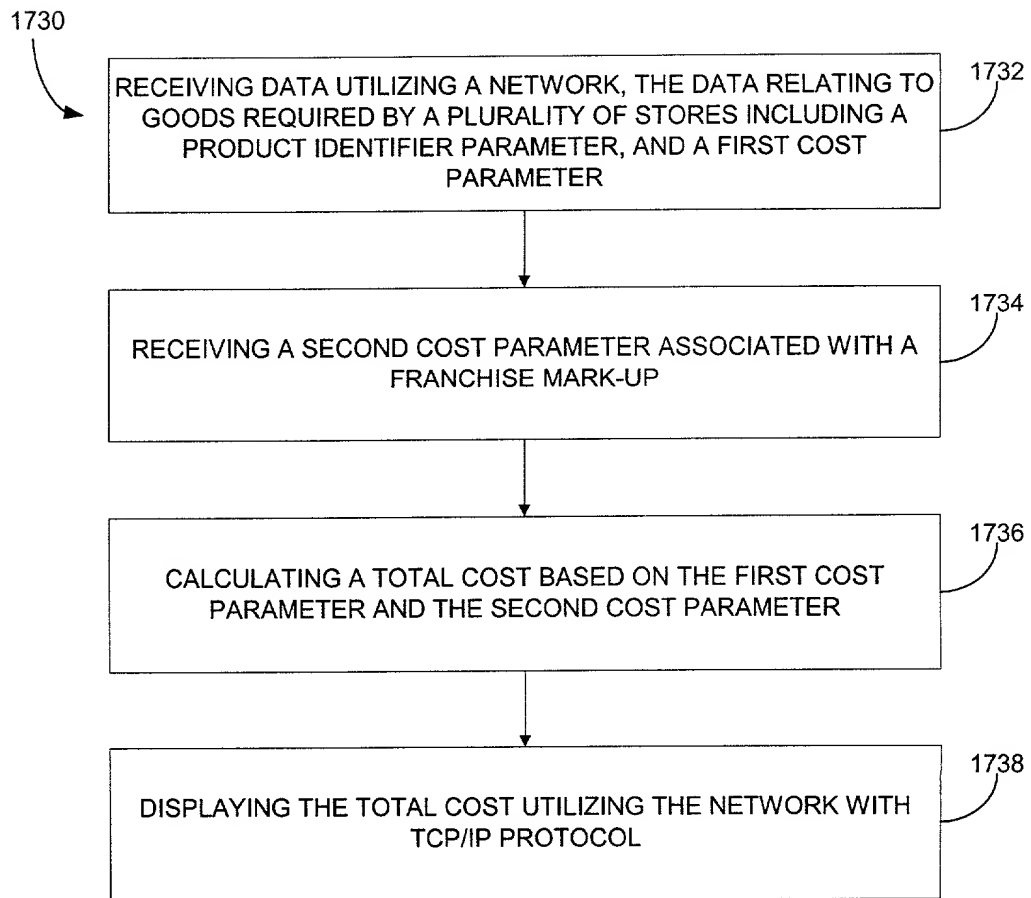 1730
1732
RECEIVING DATA UTILIZING A NETWORK, THE DATA RELATING TO
GOODS REQUIRED BY A PLURALITY OF STORES INCLUDING A
PRODUCT IDENTIFIER PARAMETER, AND A FIRST COST
PARAMETER
1734
RECEIVING A SECOND COST PARAMETER ASSOCIATED WITH A
FRANCHISE MARK-UP
1736
CALCULATING A TOTAL COST BASED ON THE FIRST COST
PARAMETER AND THE SECOND COST PARAMETER
1738
DISPLAYING THE TOTAL COST UTILIZING THE NETWORK WITH
TCP/IP PROTOCOL